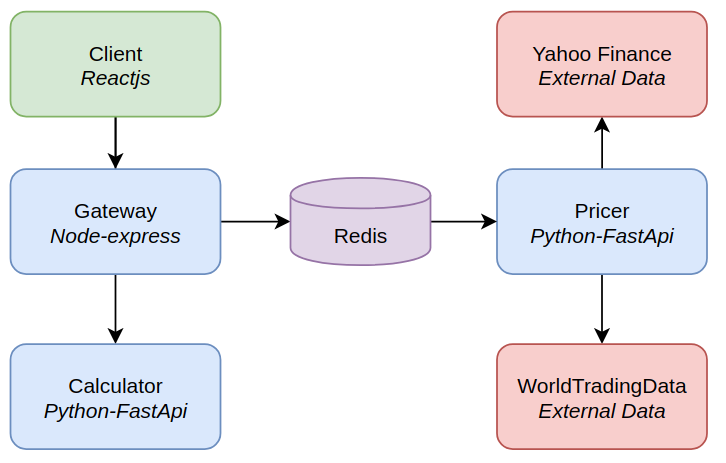 Client
Reactjs
Yahoo Finance
External Data
Gateway
Node-express
Redis
Pricer
Python-FastApi
Calculator
Python-FastApi
WorldTradingData
External Data